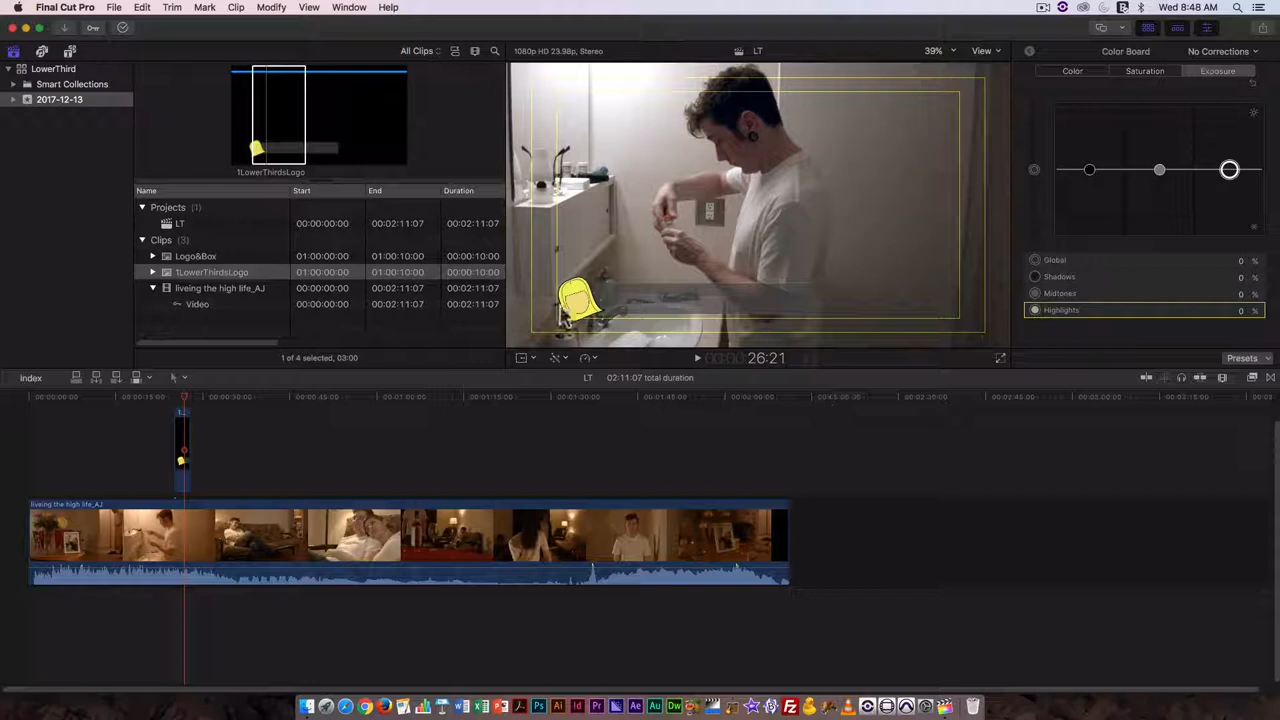 Final Cut Pro File Edit Trim Mark Clip Modify View Window Help Wed 8:48 AM
All Clips 1080p HD 23.98p, Stereo LT 39% View Color Board No Corrections
LowerThird
Smart Collections
2017-12-13
Color Saturation Exposure
1LowerThirdsLogo
Name Start End Duration
Projects (1)
LT 00:00:00:00 00:02:11:07 00:02:11:07
Clips (3)
Logo&Box 01:00:00:00 01:00:10:00 00:00:10:00
1LowerThirdsLogo 01:00:00:00 01:00:10:00 00:00:10:00
liveing the high life_AJ 00:00:00:00 00:02:11:07 00:02:11:07
Video 00:00:00:00 00:02:11:07 00:02:11:07
Global 0 %
Shadows 0 %
Midtones 0 %
Highlights 0 %
1 of 4 selected, 03:00 00:00:26:21 Presets
Index LT 02:11:07 total duration
00:00:00:00 00:00:15:00 00:00:30:00 00:00:45:00 00:01:00:00 00:01:15:00 00:01:30:00 00:01:45:00 00:02:00:00 00:02:30:00 00:02:45:00 00:03:00:00 00:03:15:00
1...
liveing the high life_AJ
Ps Ai Id Pr Ae Au Dw Fz